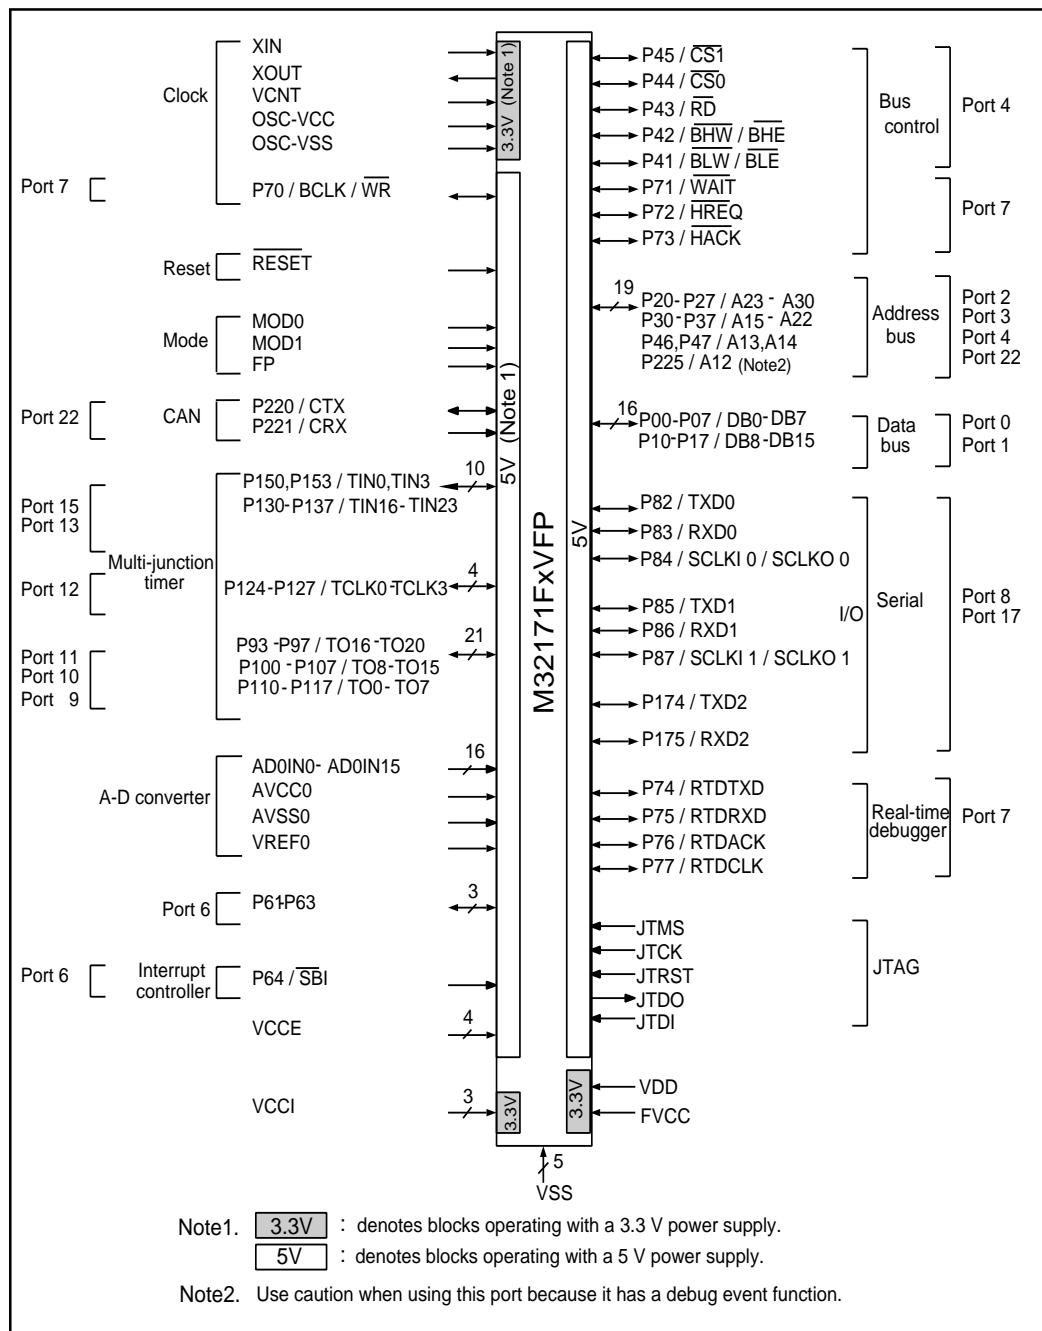 XIN
XOUT
VCNT
OSC-VCC
OSC-VSS
Clock
Port 7
P70 / BCLK / WR
3.3V (Note 1)
Reset
RESET
Mode
MOD0
MOD1
FP
Port 22
CAN
P220 / CTX
P221 / CRX
5V (Note 1)
10
P150,P153 / TIN0,TIN3
P130-P137 / TIN16-TIN23
Port 15
Port 13
Multi-junction
timer
Port 12
P124-P127 / TCLK0-TCLK3
4
P93 -P97 / TO16 -TO20
21
P100 - P107 / TO8-TO15
P110- P117 / TO0- TO7
Port 11
Port 10
Port 9
A-D converter
AD0IN0- AD0IN15
16
AVCC0
AVSS0
VREF0
Port 6
P61-P63
3
Port 6
Interrupt
controller
P64 / SBI
VCCE
4
VCCI
3
3.3V
M32171FxVFP
5V
3.3V
P45 / CS1
P44 / CS0
P43 / RD
P42 / BHW / BHE
P41 / BLW / BLE
P71 / WAIT
P72 / HREQ
P73 / HACK
Bus
control
Port 4
Port 7
19
P20- P27 / A23 - A30
P30- P37 / A15 - A22
P46,P47 / A13,A14
P225 / A12 (Note2)
Address
bus
Port 2
Port 3
Port 4
Port 22
16
P00- P07 / DB0- DB7
P10- P17 / DB8-DB15
Data
bus
Port 0
Port 1
P82 / TXD0
P83 / RXD0
P84 / SCLKI 0 / SCLKO 0
P85 / TXD1
P86 / RXD1
P87 / SCLKI 1 / SCLKO 1
P174 / TXD2
P175 / RXD2
I/O
Serial
Port 8
Port 17
P74 / RTDTXD
P75 / RTDRXD
P76 / RTDACK
P77 / RTDCLK
Real-time
debugger
Port 7
JTMS
JTCK
JTRST
JTDO
JTDI
JTAG
VDD
FVCC
5
VSS
Note1. 3.3V : denotes blocks operating with a 3.3 V power supply.
5V : denotes blocks operating with a 5 V power supply.
Note2. Use caution when using this port because it has a debug event function.